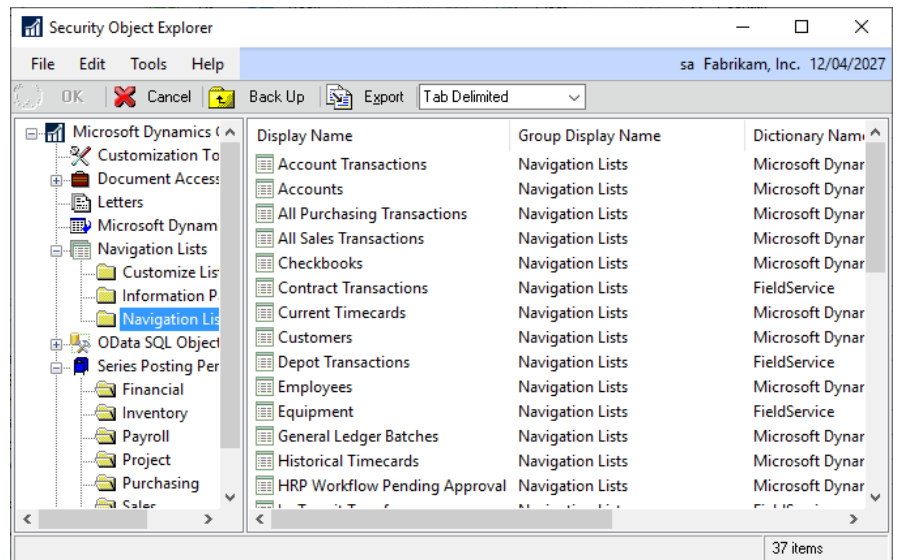 Security Object Explorer
File Edit Tools Help sa Fabrikam, Inc. 12/04/2027
OK Cancel Back Up Export Tab Delimited
Microsoft Dynamics
Customization To
Document Access
Letters
Microsoft Dynam
Navigation Lists
Customize Lis
Information P
Navigation Lis
OData SQL Object
Series Posting Per
Financial
Inventory
Payroll
Project
Purchasing
Sales
Display Name Group Display Name Dictionary Name
Account Transactions Navigation Lists Microsoft Dynar
Accounts Navigation Lists Microsoft Dynar
All Purchasing Transactions Navigation Lists Microsoft Dynar
All Sales Transactions Navigation Lists Microsoft Dynar
Checkbooks Navigation Lists Microsoft Dynar
Contract Transactions Navigation Lists FieldService
Current Timecards Navigation Lists Microsoft Dynar
Customers Navigation Lists Microsoft Dynar
Depot Transactions Navigation Lists FieldService
Employees Navigation Lists Microsoft Dynar
Equipment Navigation Lists FieldService
General Ledger Batches Navigation Lists Microsoft Dynar
Historical Timecards Navigation Lists Microsoft Dynar
HRP Workflow Pending Approval Navigation Lists Microsoft Dynar
37 items